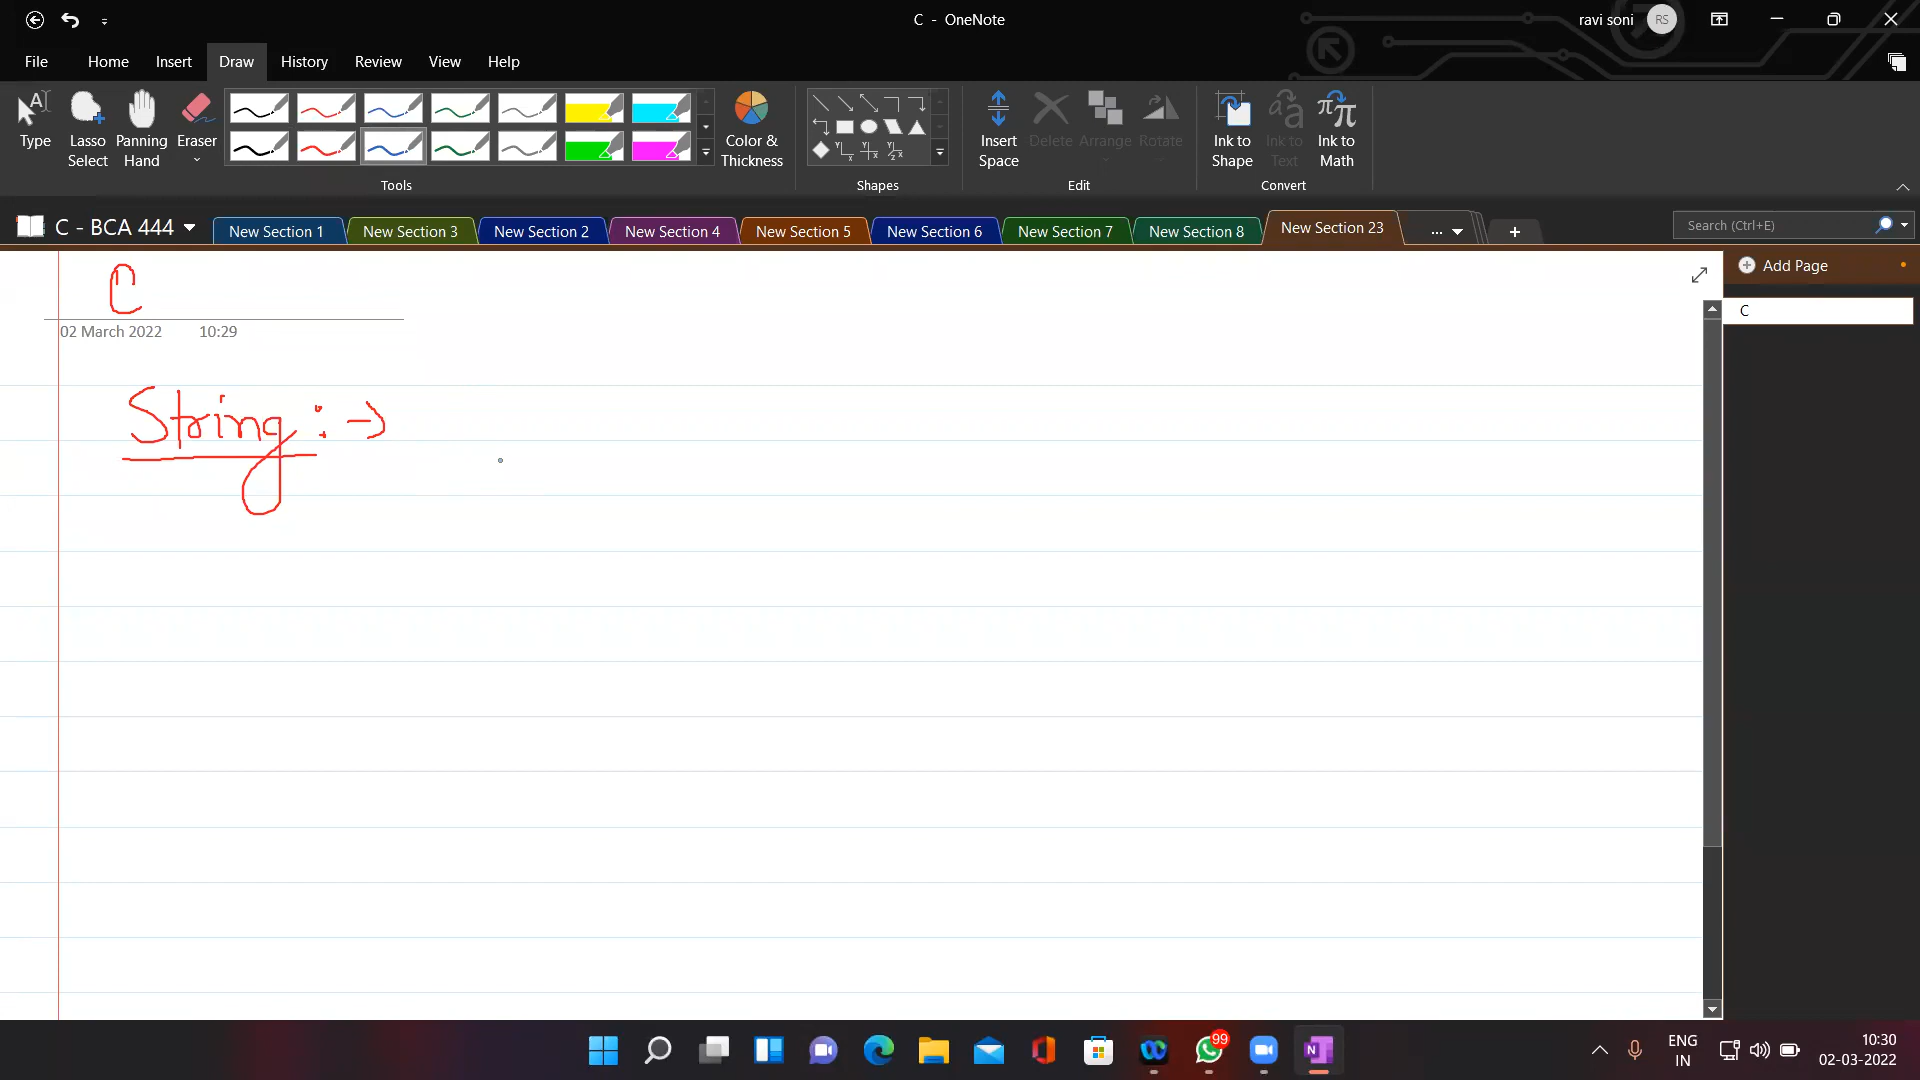 C - OneNote
ravi soni
RS
File Home Insert Draw History Review View Help
Type
Lasso Select
Panning Hand
Eraser
Color & Thickness
Insert Space
Delete
Arrange
Rotate
Ink to Shape
Ink to Text
Ink to Math
Tools Shapes Edit Convert
C - BCA 444 New Section 1 New Section 3 New Section 2 New Section 4 New Section 5 New Section 6 New Section 7 New Section 8 New Section 23 ... Search (Ctrl+E)
Add Page
C
C
02 March 2022 10:29
String :→
99
ENG
IN
10:30
02-03-2022